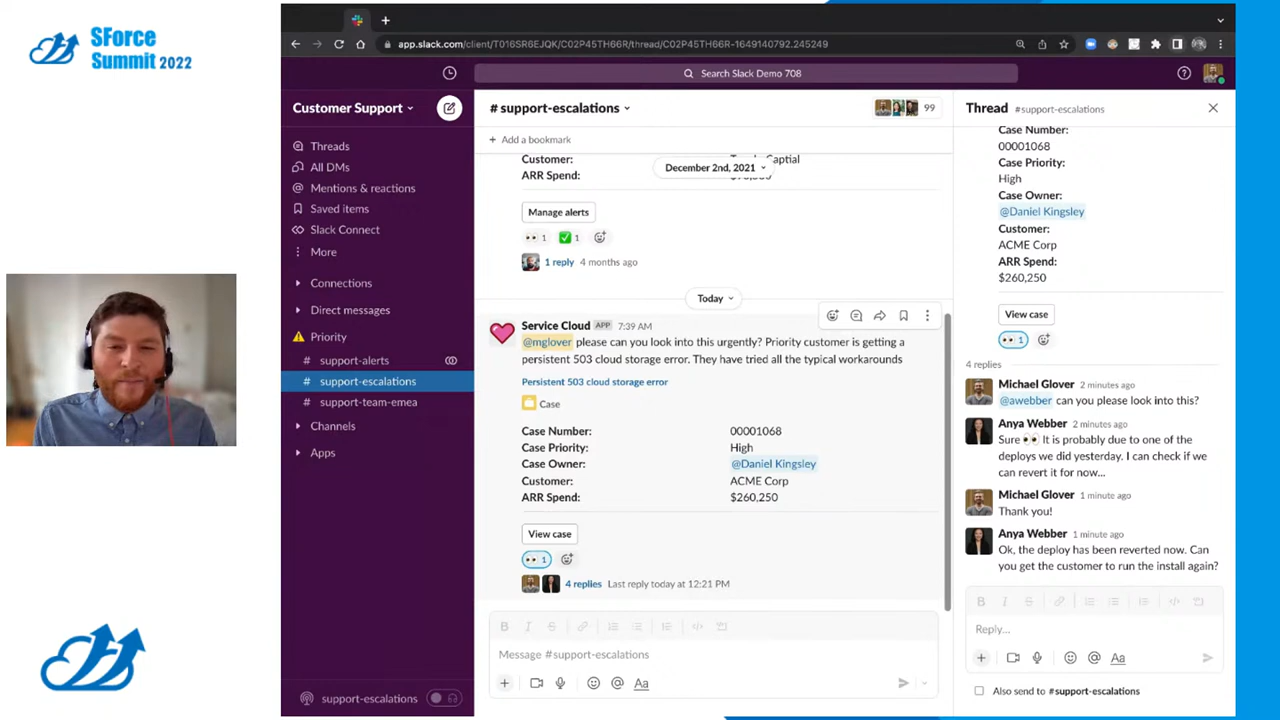 SForce
Summit 2022
app.slack.com/client/T016SR6EJQK/C02P45TH66R/thread/C02P45TH66R-1649140792.245249
Search Slack Demo 708
Customer Support
Threads
All DMs
Mentions & reactions
Saved items
Slack Connect
More
Connections
Direct messages
Priority
# support-alerts
# support-escalations
# support-team-emea
Channels
Apps
support-escalations
# support-escalations
99
+ Add a bookmark
Customer:
December 2nd, 2021
ARR Spend:
Manage alerts
1
1
1 reply 4 months ago
Today
Service Cloud APP 7:39 AM
@mglover please can you look into this urgently? Priority customer is getting a
persistent 503 cloud storage error. They have tried all the typical workarounds
Persistent 503 cloud storage error
Case
Case Number: 00001068
Case Priority: High
Case Owner: @Daniel Kingsley
Customer: ACME Corp
ARR Spend: $260,250
View case
1
4 replies Last reply today at 12:21 PM
Message #support-escalations
Thread #support-escalations
Case Number:
00001068
Case Priority:
High
Case Owner:
@Daniel Kingsley
Customer:
ACME Corp
ARR Spend:
$260,250
View case
1
4 replies
Michael Glover 2 minutes ago
@awebber can you please look into this?
Anya Webber 2 minutes ago
Sure 👀 It is probably due to one of the
deploys we did yesterday. I can check if we
can revert it for now...
Michael Glover 1 minute ago
Thank you!
Anya Webber 1 minute ago
Ok, the deploy has been reverted now. Can
you get the customer to run the install again?
Reply...
Also send to #support-escalations